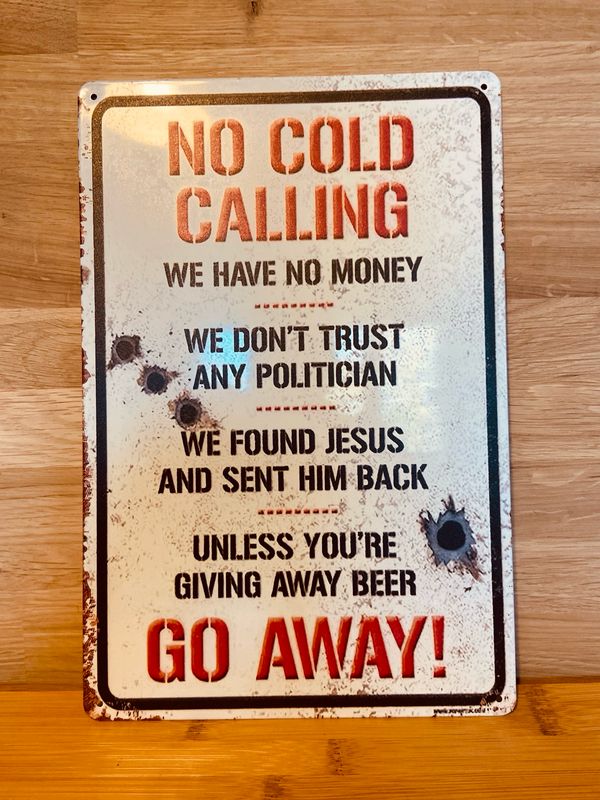 NO COLD
CALLING
WE HAVE NO MONEY
WE DON'T TRUST
ANY POLITICIAN
WE FOUND JESUS
AND SENT HIM BACK
UNLESS YOU'RE
GIVING AWAY BEER
GO AWAY!